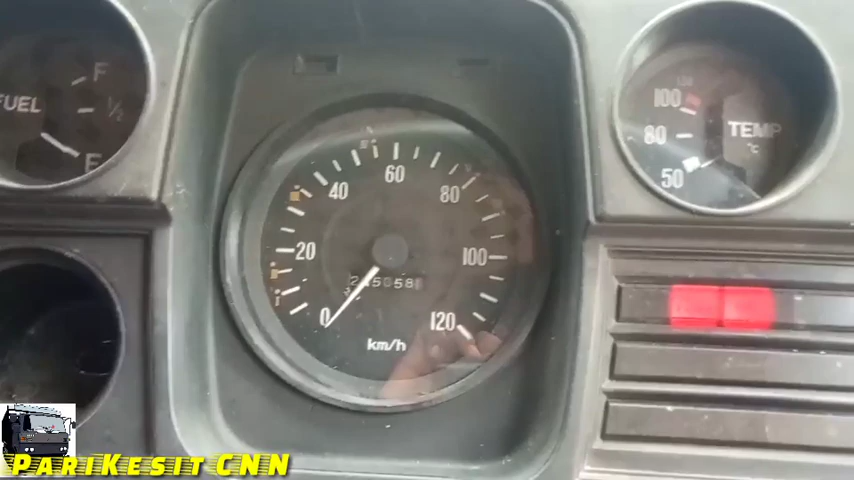 FUEL
F
1/2
E
20
40
60
80
100
120
0
km/h
100
80
50
TEMP
°C
PARIKESIT CNN